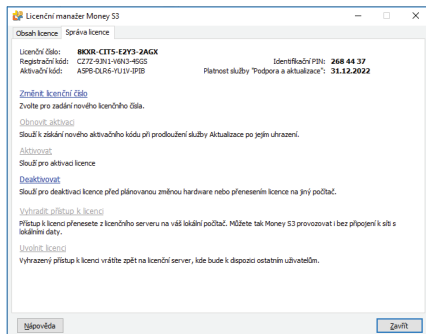 Licenční manažer Money S3
Obsah licence Správa licence
Licenční číslo: 8KXR-CIT5-E2Y3-2AGX
Registrační kód: CZ7Z-9JN1-V6N3-4SGS Identifikační PIN: 268 44 37
Aktivační kód: ASPB-DLR6-YU1V-IPIB Platnost služby "Podpora a aktualizace": 31.12.2022
Změnit licenční číslo
Zvolte pro zadání nového licenčního čísla.
Obnovit aktivaci
Slouží k získání nového aktivačního kódu při prodloužení služby Aktualizace po jejím uhrazení.
Aktivovat
Slouží pro aktivaci licence
Deaktivovat
Slouží pro deaktivaci licence před plánovanou změnou hardware nebo přenesením licence na jiný počítač.
Vyhradit přístup k licenci
Přístup k licenci přenesete z licenčního serveru na váš lokální počítač. Můžete tak Money S3 provozovat i bez připojení k síti s
lokálními daty.
Uvolnit licenci
Vyhrazený přístup k licenci vrátíte zpět na licenční server, kde bude k dispozici ostatním uživatelům.
Nápověda Zavřít